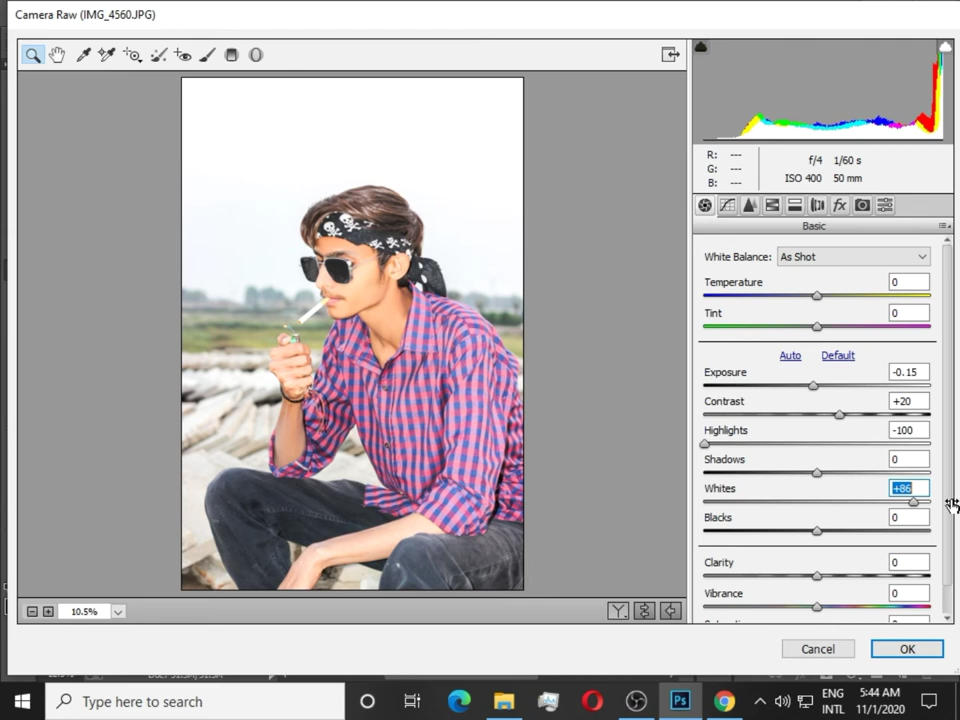 Camera Raw (IMG_4560.JPG)
R: ---
G: ---
B: ---
f/4 1/60 s
ISO 400 50 mm
fx
Basic
White Balance: As Shot
Temperature 0
Tint 0
Auto Default
Exposure -0.15
Contrast +20
Highlights -100
Shadows 0
Whites +86
Blacks 0
Clarity 0
Vibrance 0
10.5%
Y
Cancel OK
Type here to search
Ps
ENG
INTL
5:44 AM
11/1/2020